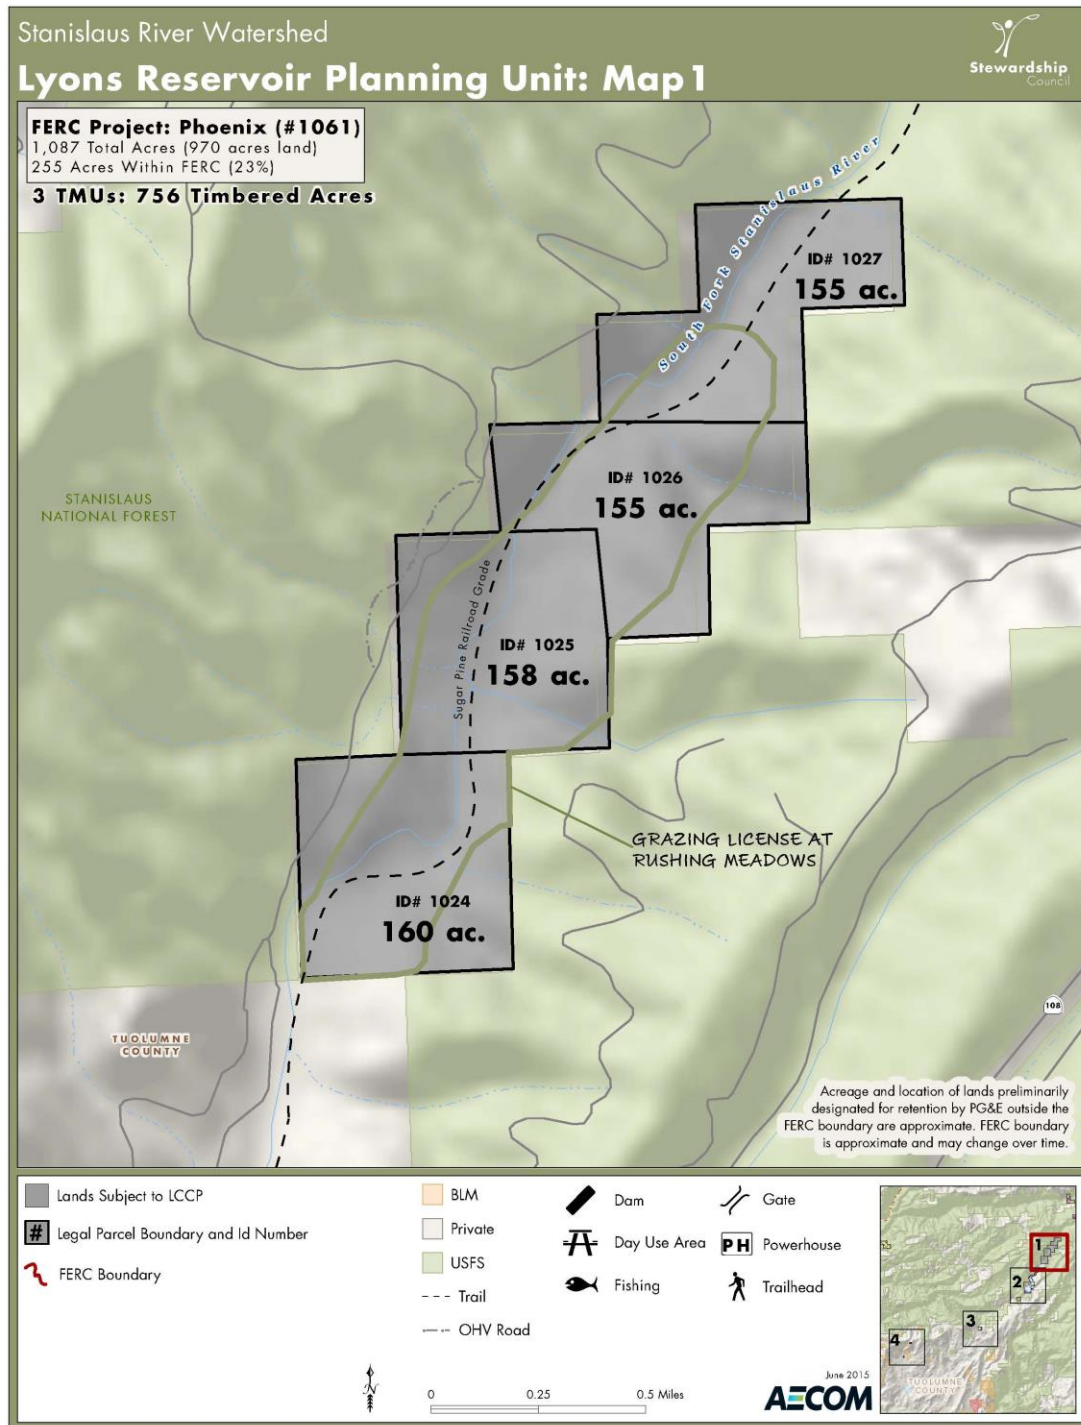 Stanislaus River Watershed
Lyons Reservoir Planning Unit: Map1
Stewardship
Council
FERC Project: Phoenix (#1061)
1,087 Total Acres (970 acres land)
255 Acres Within FERC (23%)
3 TMUs: 756 Timbered Acres
South Fork Stanislaus River
ID# 1027
155 ac.
ID# 1026
155 ac.
STANISLAUS
NATIONAL FOREST
Sugar Pine Railroad Grade
ID# 1025
158 ac.
GRAZING LICENSE AT
RUSHING MEADOWS
ID# 1024
160 ac.
108
TUOLUMNE
COUNTY
Acreage and location of lands preliminarily
designated for retention by PG&E outside the
FERC boundary are approximate. FERC boundary
is approximate and may change over time.
Lands Subject to LCCP
# Legal Parcel Boundary and Id Number
FERC Boundary
BLM
Private
USFS
Trail
OHV Road
Dam
Day Use Area
Fishing
Gate
PH Powerhouse
Trailhead
1
2
3
4
TUOLUMNE
COUNTY
N
0 0.25 0.5 Miles
June 2015
AECOM